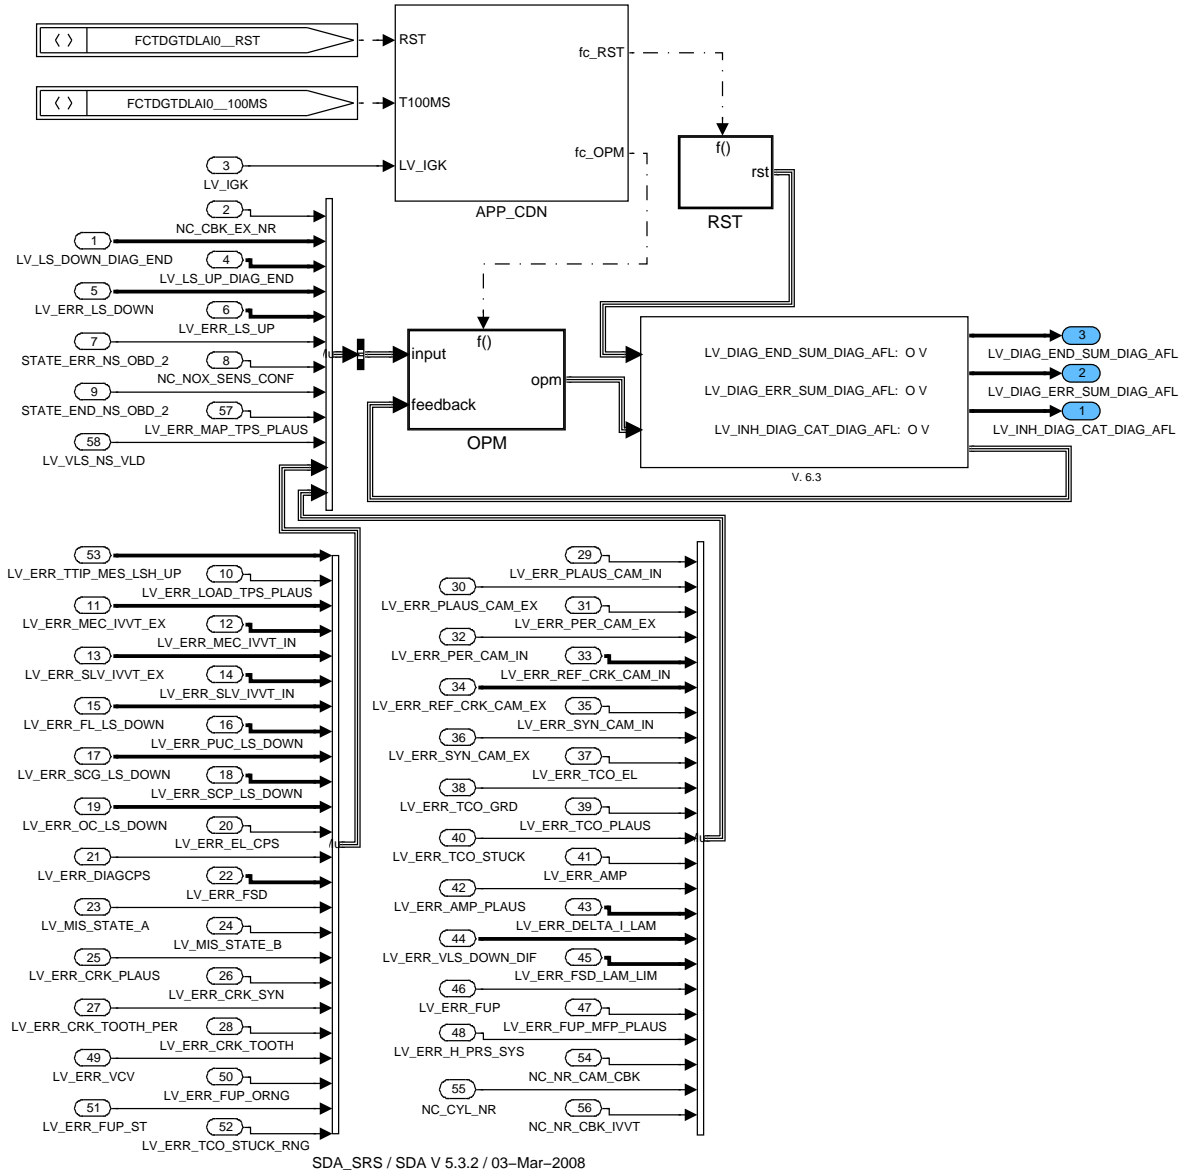 FCTDGTDLAI0__RST
RST
fc_RST
FCTDGTDLAI0__100MS
T100MS
fc_OPM
f()
rst
RST
3
LV_IGK
LV_IGK
APP_CDN
2
NC_CBK_EX_NR
1
LV_LS_DOWN_DIAG_END
4
LV_LS_UP_DIAG_END
5
LV_ERR_LS_DOWN
6
LV_ERR_LS_UP
7
STATE_ERR_NS_OBD_2
8
NC_NOX_SENS_CONF
9
STATE_END_NS_OBD_2
57
LV_ERR_MAP_TPS_PLAUS
58
LV_VLS_NS_VLD
f()
input
opm
feedback
OPM
LV_DIAG_END_SUM_DIAG_AFL: O V
LV_DIAG_ERR_SUM_DIAG_AFL: O V
LV_INH_DIAG_CAT_DIAG_AFL: O V
V. 6.3
3
LV_DIAG_END_SUM_DIAG_AFL
2
LV_DIAG_ERR_SUM_DIAG_AFL
1
LV_INH_DIAG_CAT_DIAG_AFL
53
LV_ERR_TTIP_MES_LSH_UP
10
LV_ERR_LOAD_TPS_PLAUS
11
LV_ERR_MEC_IVVT_EX
12
LV_ERR_MEC_IVVT_IN
13
LV_ERR_SLV_IVVT_EX
14
LV_ERR_SLV_IVVT_IN
15
LV_ERR_FL_LS_DOWN
16
LV_ERR_PUC_LS_DOWN
17
LV_ERR_SCG_LS_DOWN
18
LV_ERR_SCP_LS_DOWN
19
LV_ERR_OC_LS_DOWN
20
LV_ERR_EL_CPS
21
LV_ERR_DIAGCPS
22
LV_ERR_FSD
23
LV_MIS_STATE_A
24
LV_MIS_STATE_B
25
LV_ERR_CRK_PLAUS
26
LV_ERR_CRK_SYN
27
LV_ERR_CRK_TOOTH_PER
28
LV_ERR_CRK_TOOTH
49
LV_ERR_VCV
50
LV_ERR_FUP_ORNG
51
LV_ERR_FUP_ST
52
LV_ERR_TCO_STUCK_RNG
29
LV_ERR_PLAUS_CAM_IN
30
LV_ERR_PLAUS_CAM_EX
31
LV_ERR_PER_CAM_EX
32
LV_ERR_PER_CAM_IN
33
LV_ERR_REF_CRK_CAM_IN
34
LV_ERR_REF_CRK_CAM_EX
35
LV_ERR_SYN_CAM_IN
36
LV_ERR_SYN_CAM_EX
37
LV_ERR_TCO_EL
38
LV_ERR_TCO_GRD
39
LV_ERR_TCO_PLAUS
40
LV_ERR_TCO_STUCK
41
LV_ERR_AMP
42
LV_ERR_AMP_PLAUS
43
LV_ERR_DELTA_I_LAM
44
LV_ERR_VLS_DOWN_DIF
45
LV_ERR_FSD_LAM_LIM
46
LV_ERR_FUP
47
LV_ERR_FUP_MFP_PLAUS
48
LV_ERR_H_PRS_SYS
54
NC_NR_CAM_CBK
55
NC_CYL_NR
56
NC_NR_CBK_IVVT
SDA_SRS / SDA V 5.3.2 / 03–Mar–2008